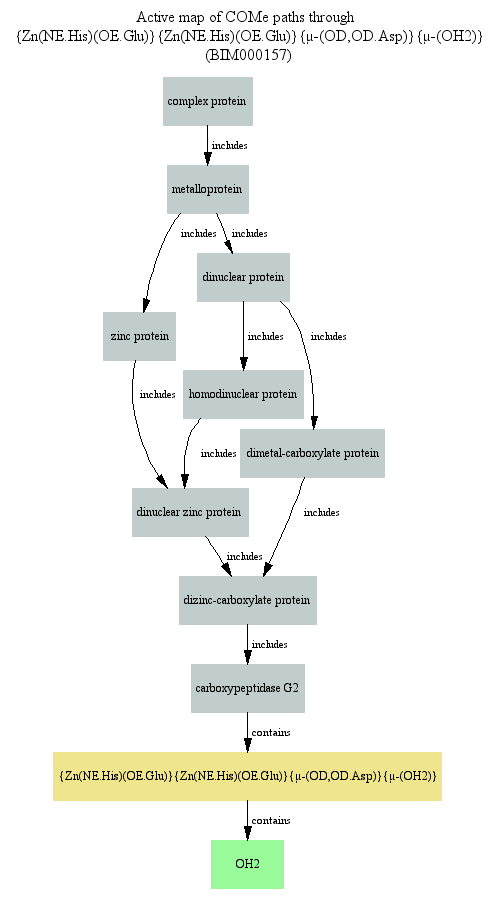 Active map of COMe paths through
{Zn(NE.His)(OE.Glu)}{Zn(NE.His)(OE.Glu)}{μ-(OD,OD.Asp)}{μ-(OH2)}
(BIM000157)
complex protein
includes
metalloprotein
includes
includes
dinuclear protein
zinc protein
includes
includes
includes
homodinuclear protein
includes
dimetal-carboxylate protein
dinuclear zinc protein
includes
includes
dizinc-carboxylate protein
includes
carboxypeptidase G2
contains
{Zn(NE.His)(OE.Glu)}{Zn(NE.His)(OE.Glu)}{μ-(OD,OD.Asp)}{μ-(OH2)}
contains
OH2